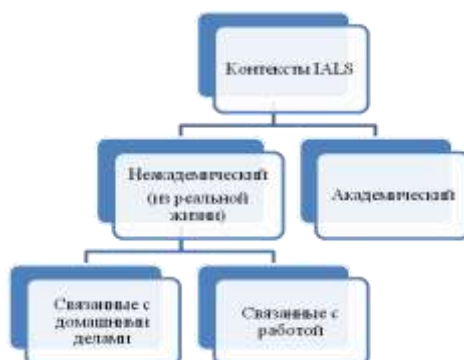 Контексты IALS
Неакадемический
(из реальной
жизни)
Академический
Связанные с
домашними
делами
Связанные с
работой